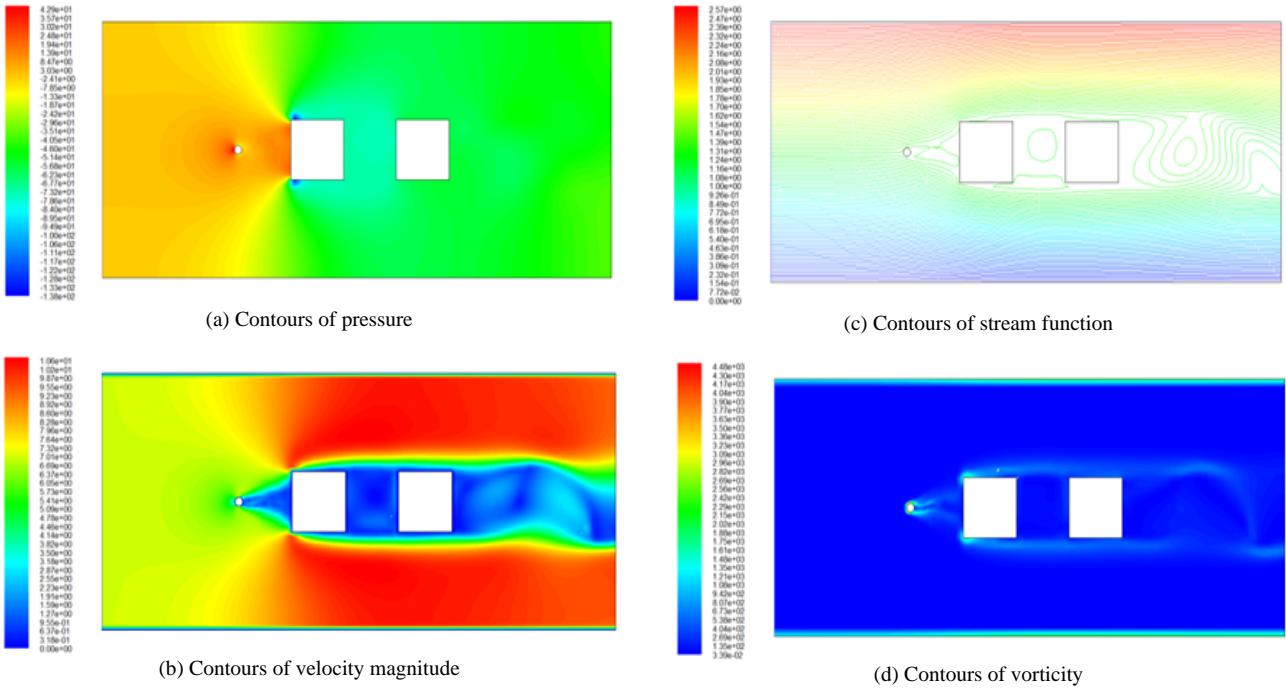 4.29e+01
3.57e+01
3.02e+01
2.48e+01
1.94e+01
1.39e+01
8.47e+00
3.03e+00
-2.41e+00
-7.85e+00
-1.33e+01
-1.87e+01
-2.42e+01
-2.96e+01
-3.51e+01
-4.05e+01
-4.60e+01
-5.14e+01
-5.68e+01
-6.23e+01
-6.77e+01
-7.32e+01
-7.86e+01
-8.40e+01
-8.95e+01
-9.49e+01
-1.00e+02
-1.06e+02
-1.11e+02
-1.17e+02
-1.22e+02
-1.28e+02
-1.33e+02
-1.38e+02
(a) Contours of pressure
2.57e+00
2.47e+00
2.39e+00
2.32e+00
2.24e+00
2.16e+00
2.08e+00
2.01e+00
1.93e+00
1.85e+00
1.78e+00
1.70e+00
1.62e+00
1.54e+00
1.47e+00
1.39e+00
1.31e+00
1.24e+00
1.16e+00
1.08e+00
1.00e+00
9.26e-01
8.49e-01
7.72e-01
6.95e-01
6.18e-01
5.40e-01
4.63e-01
3.86e-01
3.09e-01
2.32e-01
1.54e-01
7.72e-02
0.00e+00
(c) Contours of stream function
1.06e+01
1.02e+01
9.87e+00
9.55e+00
9.23e+00
8.92e+00
8.60e+00
8.28e+00
7.96e+00
7.64e+00
7.32e+00
7.01e+00
6.69e+00
6.37e+00
6.05e+00
5.73e+00
5.41e+00
5.09e+00
4.78e+00
4.46e+00
4.14e+00
3.82e+00
3.50e+00
3.18e+00
2.87e+00
2.55e+00
2.23e+00
1.91e+00
1.59e+00
1.27e+00
9.55e-01
6.37e-01
3.18e-01
0.00e+00
(b) Contours of velocity magnitude
4.48e+03
4.30e+03
4.17e+03
4.04e+03
3.90e+03
3.77e+03
3.63e+03
3.50e+03
3.36e+03
3.23e+03
3.09e+03
2.96e+03
2.82e+03
2.69e+03
2.56e+03
2.42e+03
2.29e+03
2.15e+03
2.02e+03
1.88e+03
1.75e+03
1.61e+03
1.48e+03
1.35e+03
1.21e+03
1.08e+03
9.42e+02
8.07e+02
6.73e+02
5.38e+02
4.04e+02
2.69e+02
1.35e+02
3.39e-02
(d) Contours of vorticity